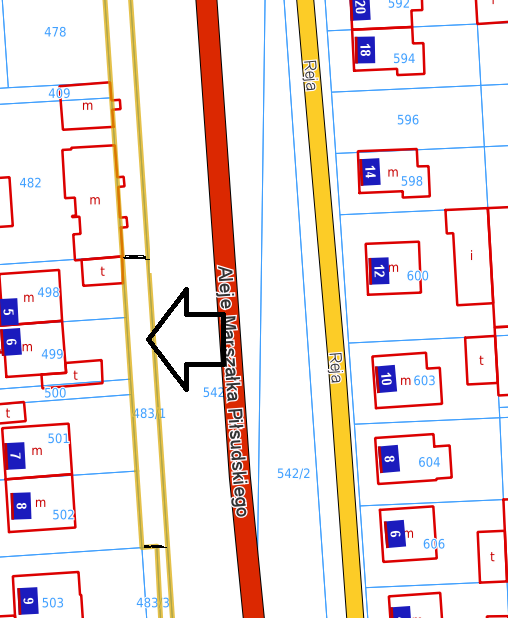 592
20
478
Reja
18
594
409
m
596
482
14
m
598
m
i
12
m
600
t
m
498
5
Aleje Marszałka Piłsudskiego
6
m
499
t
t
Reja
10
m
603
500
542
t
483/1
501
7
m
8
604
542/2
8
m
502
6
m
606
t
9
503
483/3